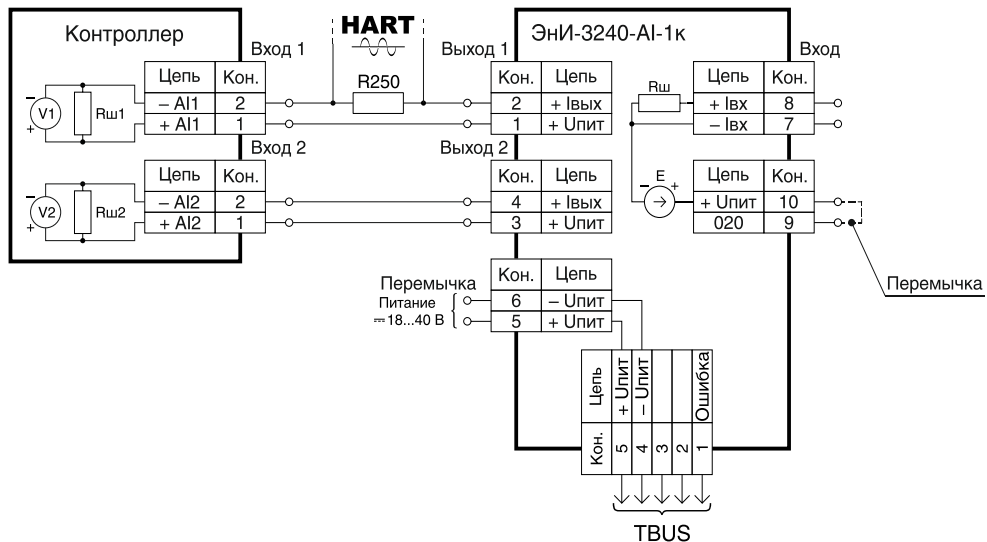 Контроллер
V1
Rш1
V2
Rш2
Вход 1
Цепь Кон.
– AI1 2
+ AI1 1
Вход 2
Цепь Кон.
– AI2 2
+ AI2 1
HART
R250
ЭнИ-3240-AI-1к
Выход 1
Кон. Цепь
2 + Iвых
1 + Uпит
Выход 2
Кон. Цепь
4 + Iвых
3 + Uпит
Перемычка
Питание
18...40 В
Кон. Цепь
6 – Uпит
5 + Uпит
Rш
E
– +
Вход
Цепь Кон.
+ Iвх 8
– Iвх 7
Цепь Кон.
+ Uпит 10
020 9
Перемычка
Цепь + Uпит – Uпит Ошибка
Кон. 5 4 3 2 1
TBUS